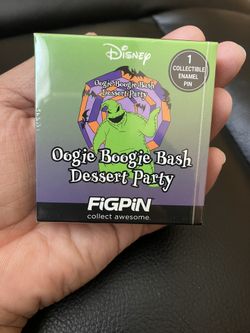 Disney
1
COLLECTIBLE
ENAMEL
PIN
Oogie Boogie Bash
Dessert Party
Oogie Boogie Bash
Dessert Party
FiGPiN
collect awesome.